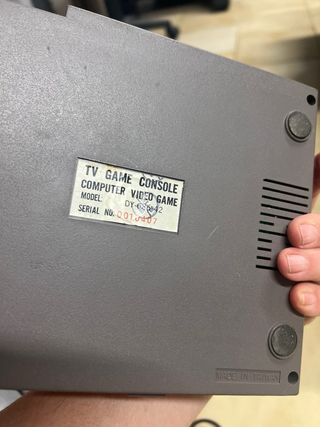 TV GAME CONSOLE
COMPUTER VIDEO GAME
MODEL:
SERIAL NO.
MADE IN TAIWAN